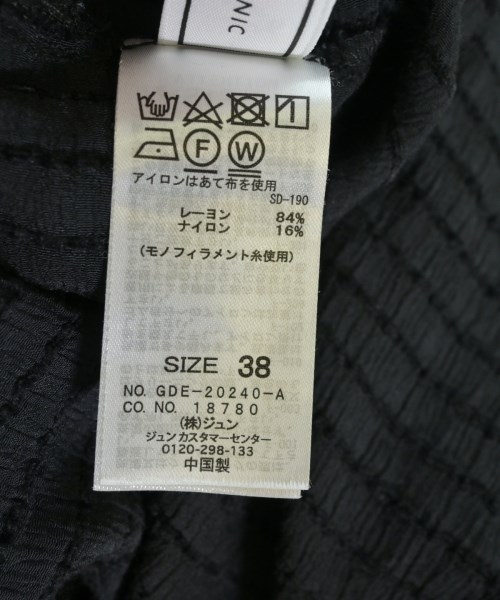 NIC
F W
アイロンはあて布を使用
SD-190
レーヨン 84%
ナイロン 16%
(モノフィラメント糸使用)
SIZE 38
NO. GDE-20240-A
CO. NO. 18780
(株)ジュン
ジュンカスタマーセンター
0120-298-133
中国製